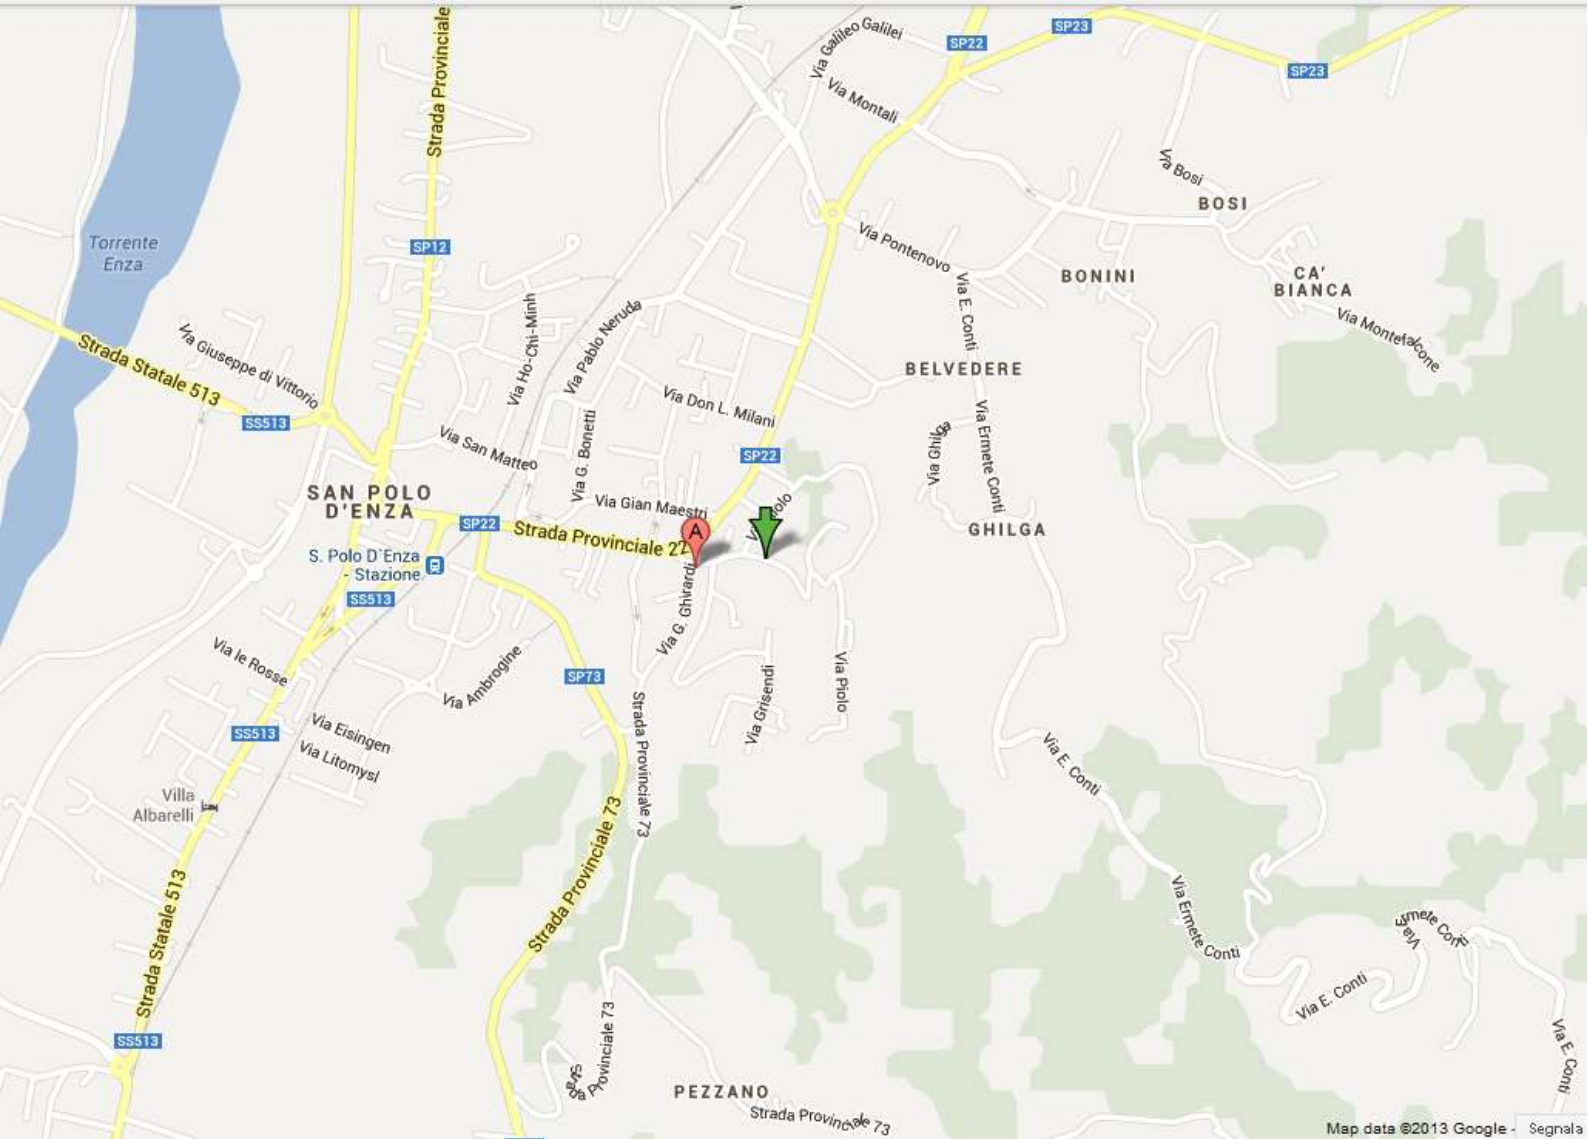 Strada Provinciale
Via Galileo Galilei
SP22
SP23
SP23
Via Montali
Via Bosi
BOSI
Torrente
Enza
SP12
Via Pontenovo
BONINI
CA'
BIANCA
Via E. Conti
Via Ho-Chi-Minh
Via Pablo Neruda
Via Giuseppe di Vittorio
Strada Statale 513
SS513
Via Montefalcone
BELVEDERE
Via Don L. Milani
Via G. Bonetti
Via San Matteo
Via Ghilga
Via Ermete Conti
SP22
SAN POLO
D'ENZA
Via Gian Maestri
A
SP22
Strada Provinciale 22
GHILGA
S. Polo D'Enza
- Stazione
SS513
Via G. Ghirardi
Via le Rosse
Via Ambrogine
SP73
Via Grisendi
Via Piolo
Strada Provinciale 73
SS513
Via Eisingen
Via Litomysl
Via E. Conti
Villa
Albarelli
Strada Provinciale 73
Strada Statale 513
Via Ermete Conti
Via E. Conti
SS513
Via E. Conti
PEZZANO
Strada Provinciale 73
Map data ©2013 Google - Segnala